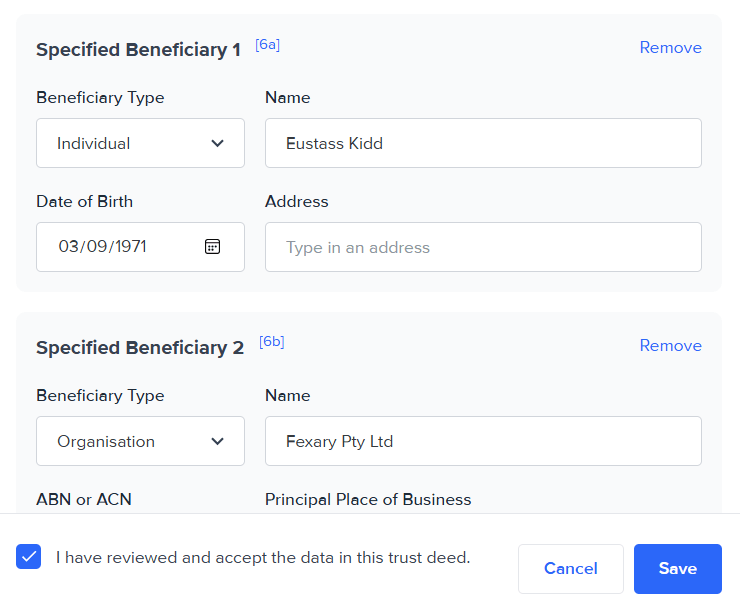 Specified Beneficiary 1 [6a] Remove
Beneficiary Type Name
Individual Eustass Kidd
Date of Birth Address
03/09/1971 Type in an address
Specified Beneficiary 2 [6b] Remove
Beneficiary Type Name
Organisation Fexary Pty Ltd
ABN or ACN Principal Place of Business
I have reviewed and accept the data in this trust deed. Cancel Save